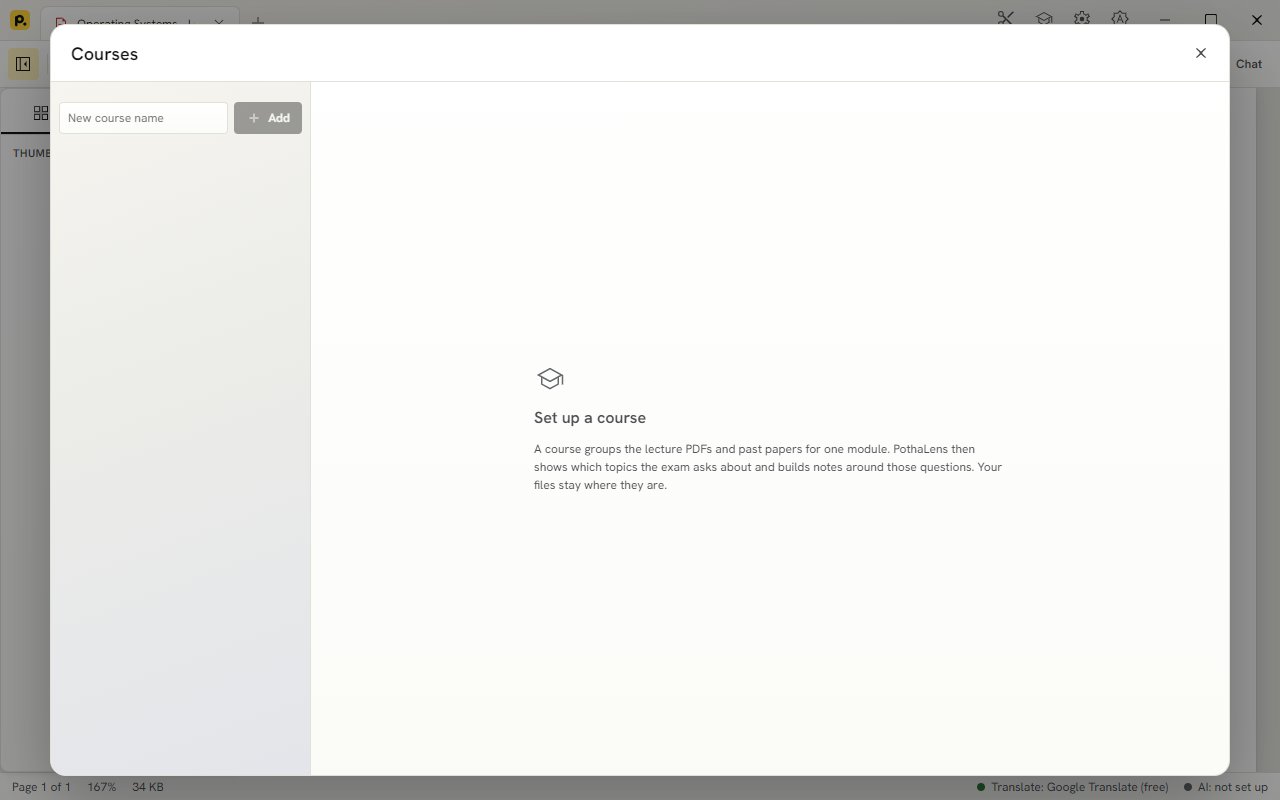 p.
Courses
Chat
New course name
Add
THUMB
Set up a course
A course groups the lecture PDFs and past papers for one module. PothaLens then
shows which topics the exam asks about and builds notes around those questions. Your
files stay where they are.
Page 1 of 1
167%
34 KB
Translate: Google Translate (free)
AI: not set up